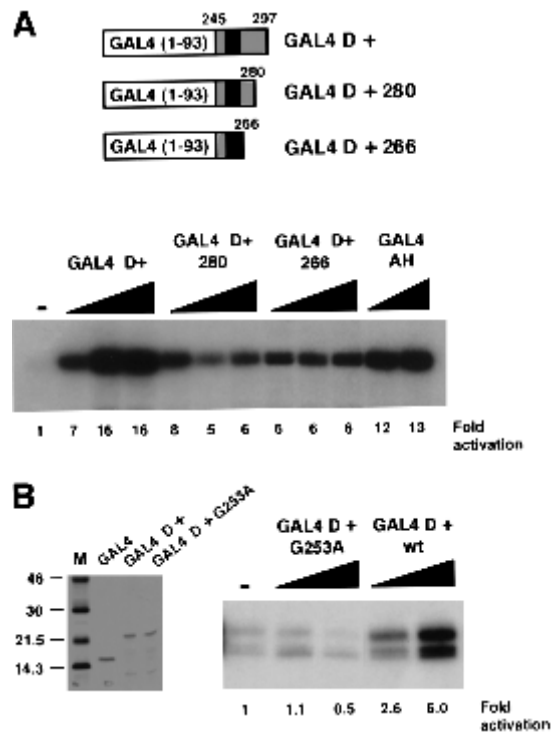 A
245 297
GAL4 (1-93) GAL4 D +
280
GAL4 (1-93) GAL4 D + 280
266
GAL4 (1-93) GAL4 D + 266
GAL4 D+ GAL4 D+ 280 GAL4 D+ 266 GAL4 AH
-
1 7 16 16 8 5 6 6 6 8 12 13 Fold activation
B
M GAL4 GAL4 D + GAL4 D + G253A
46
30
21.5
14.3
GAL4 D + G253A GAL4 D + wt
-
1 1.1 0.5 2.6 6.0 Fold activation